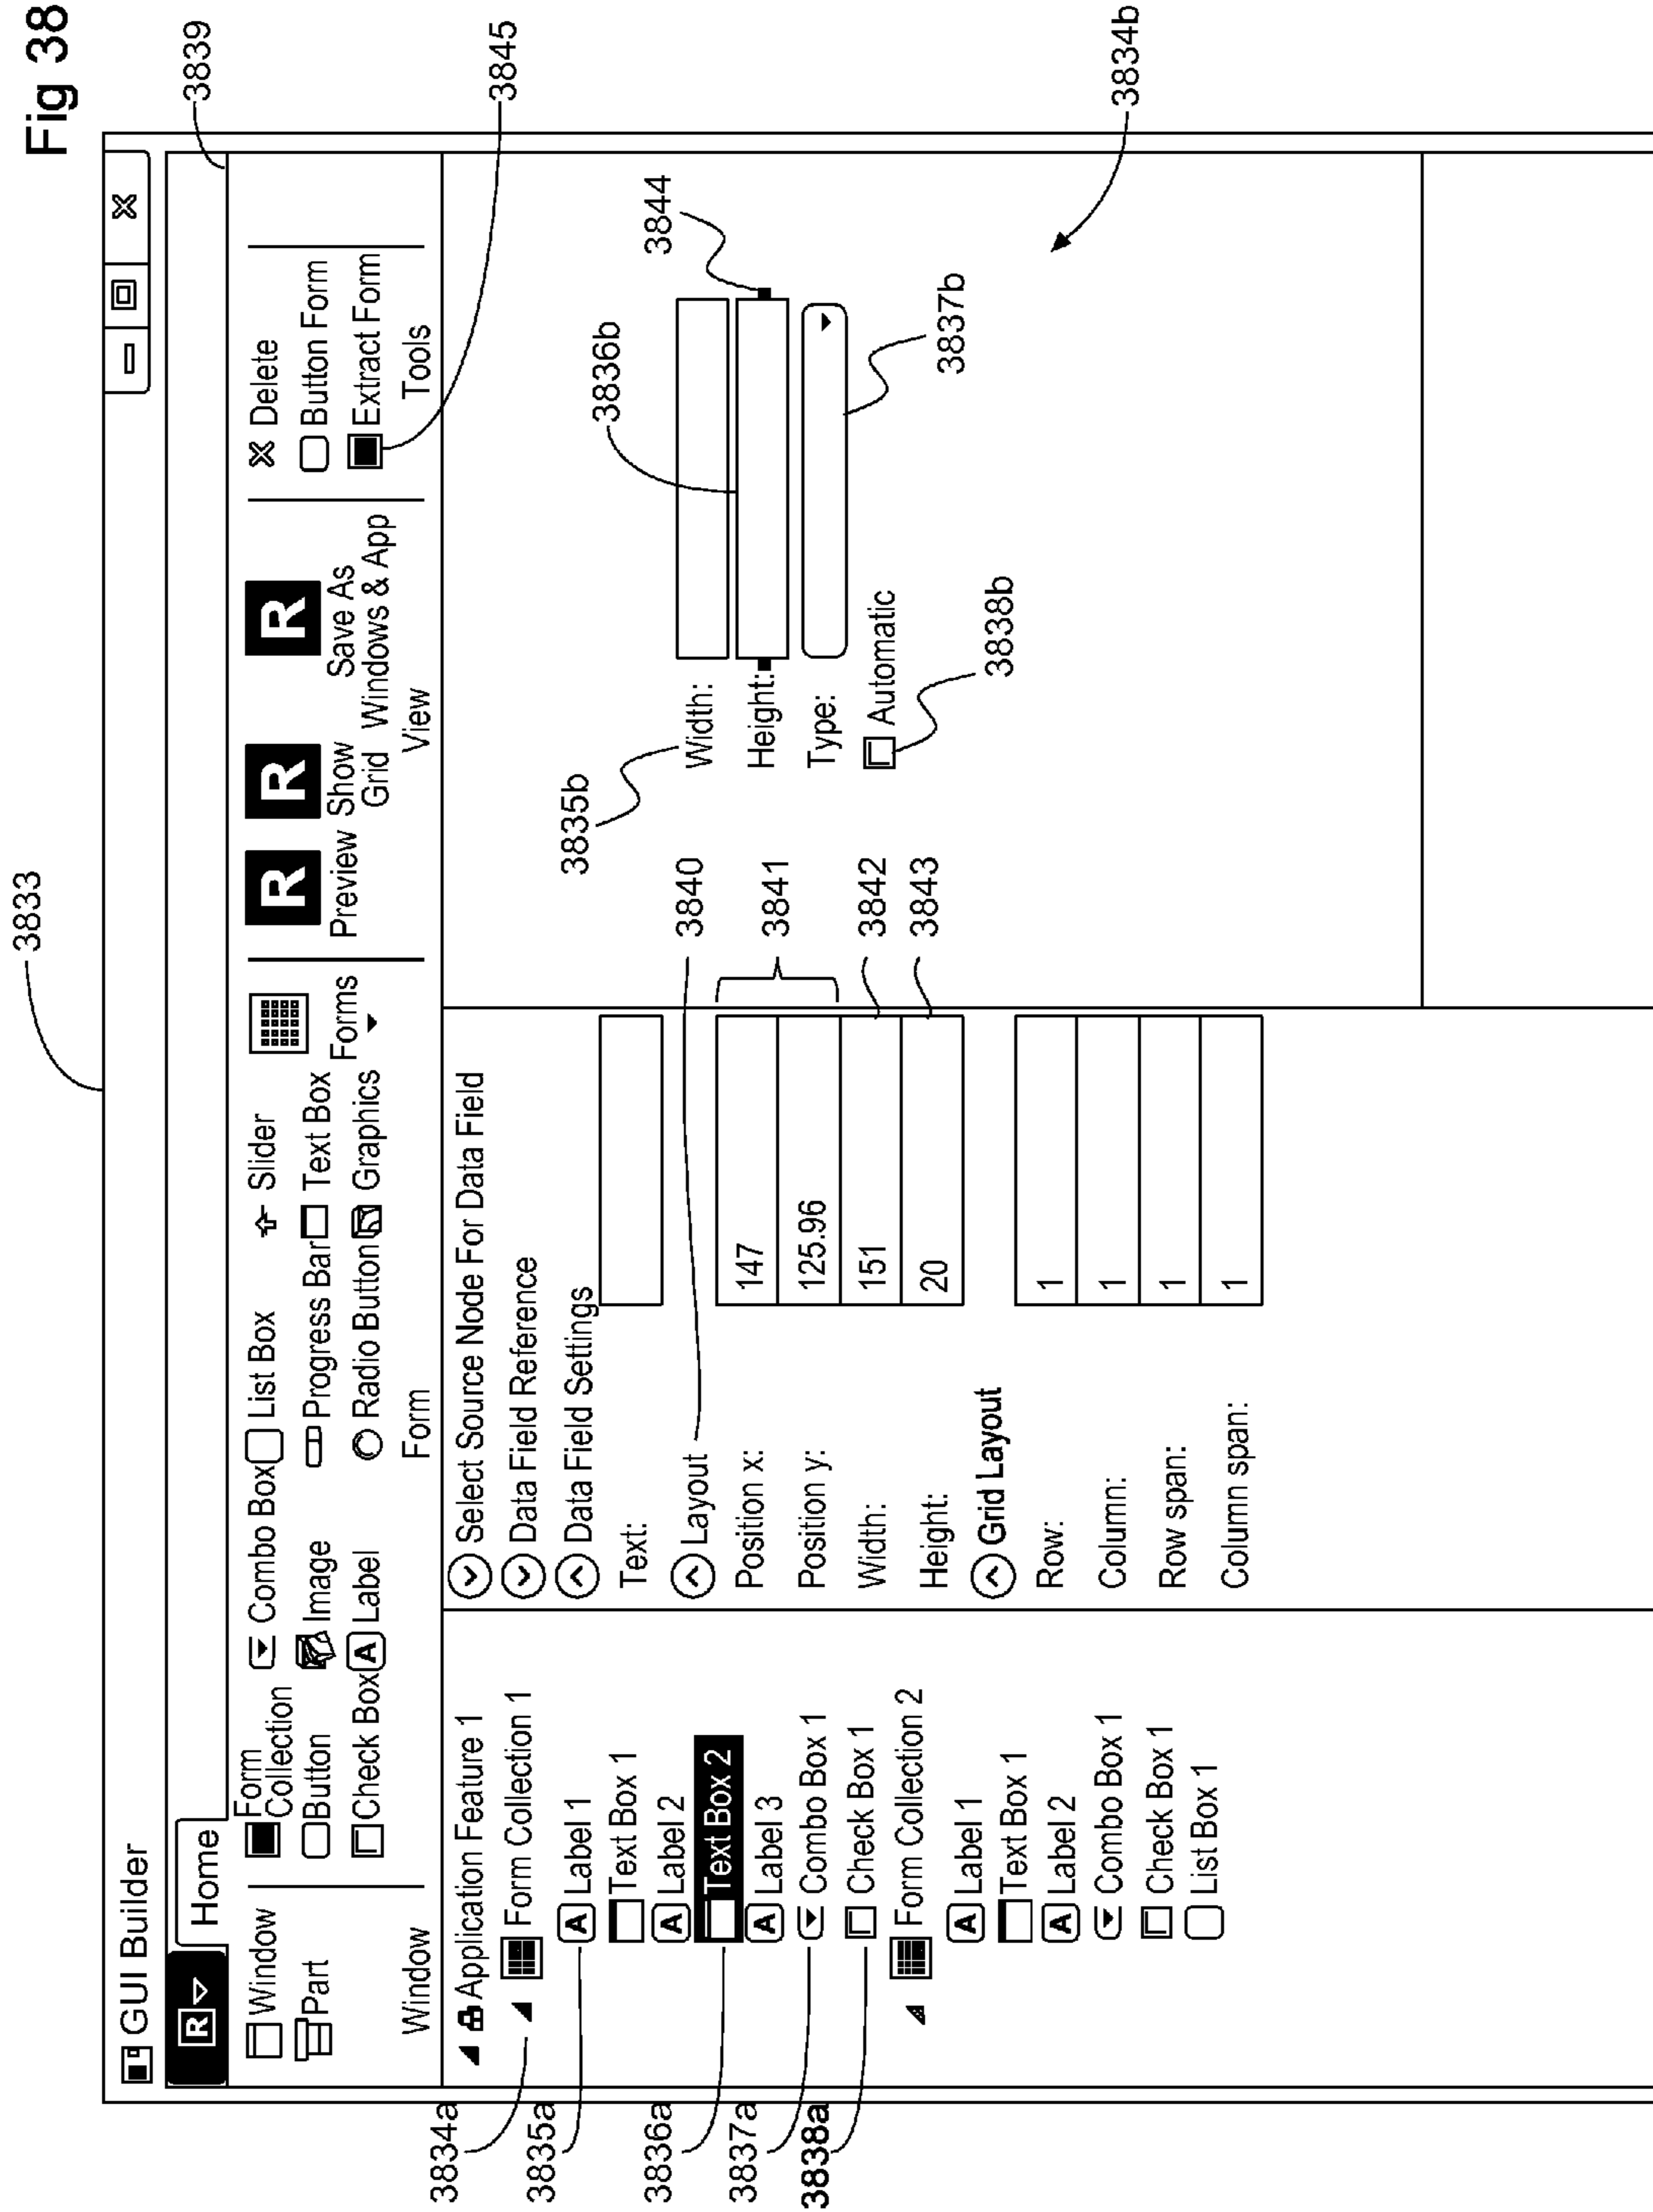 Fig 38
3833
GUI Builder
Home
3839
R
Window
Part
Window
Form
Collection
Button
Check Box
Combo Box
Image
A Label
List Box
Progress Bar
Radio Button
Slider
Text Box
Graphics
Forms
Form
R
Preview
R
Show
Grid
R
Save As
Windows & App
View
Delete
Button Form
Extract Form
Tools
3845
3834a
3835a
3836a
3837a
3838a
Application Feature 1
Form Collection 1
A Label 1
Text Box 1
A Label 2
Text Box 2
A Label 3
Combo Box 1
Check Box 1
Form Collection 2
A Label 1
Text Box 1
A Label 2
Combo Box 1
Check Box 1
List Box 1
Select Source Node For Data Field
Data Field Reference
Data Field Settings
Text:
Layout
Position x: 147
Position y: 125.96
Width: 151
Height: 20
Grid Layout
Row: 1
Column: 1
Row span: 1
Column span: 1
3840
3841
3842
3843
3835b
3836b
3844
Width:
Height:
Type:
Automatic
3837b
3838b
3834b